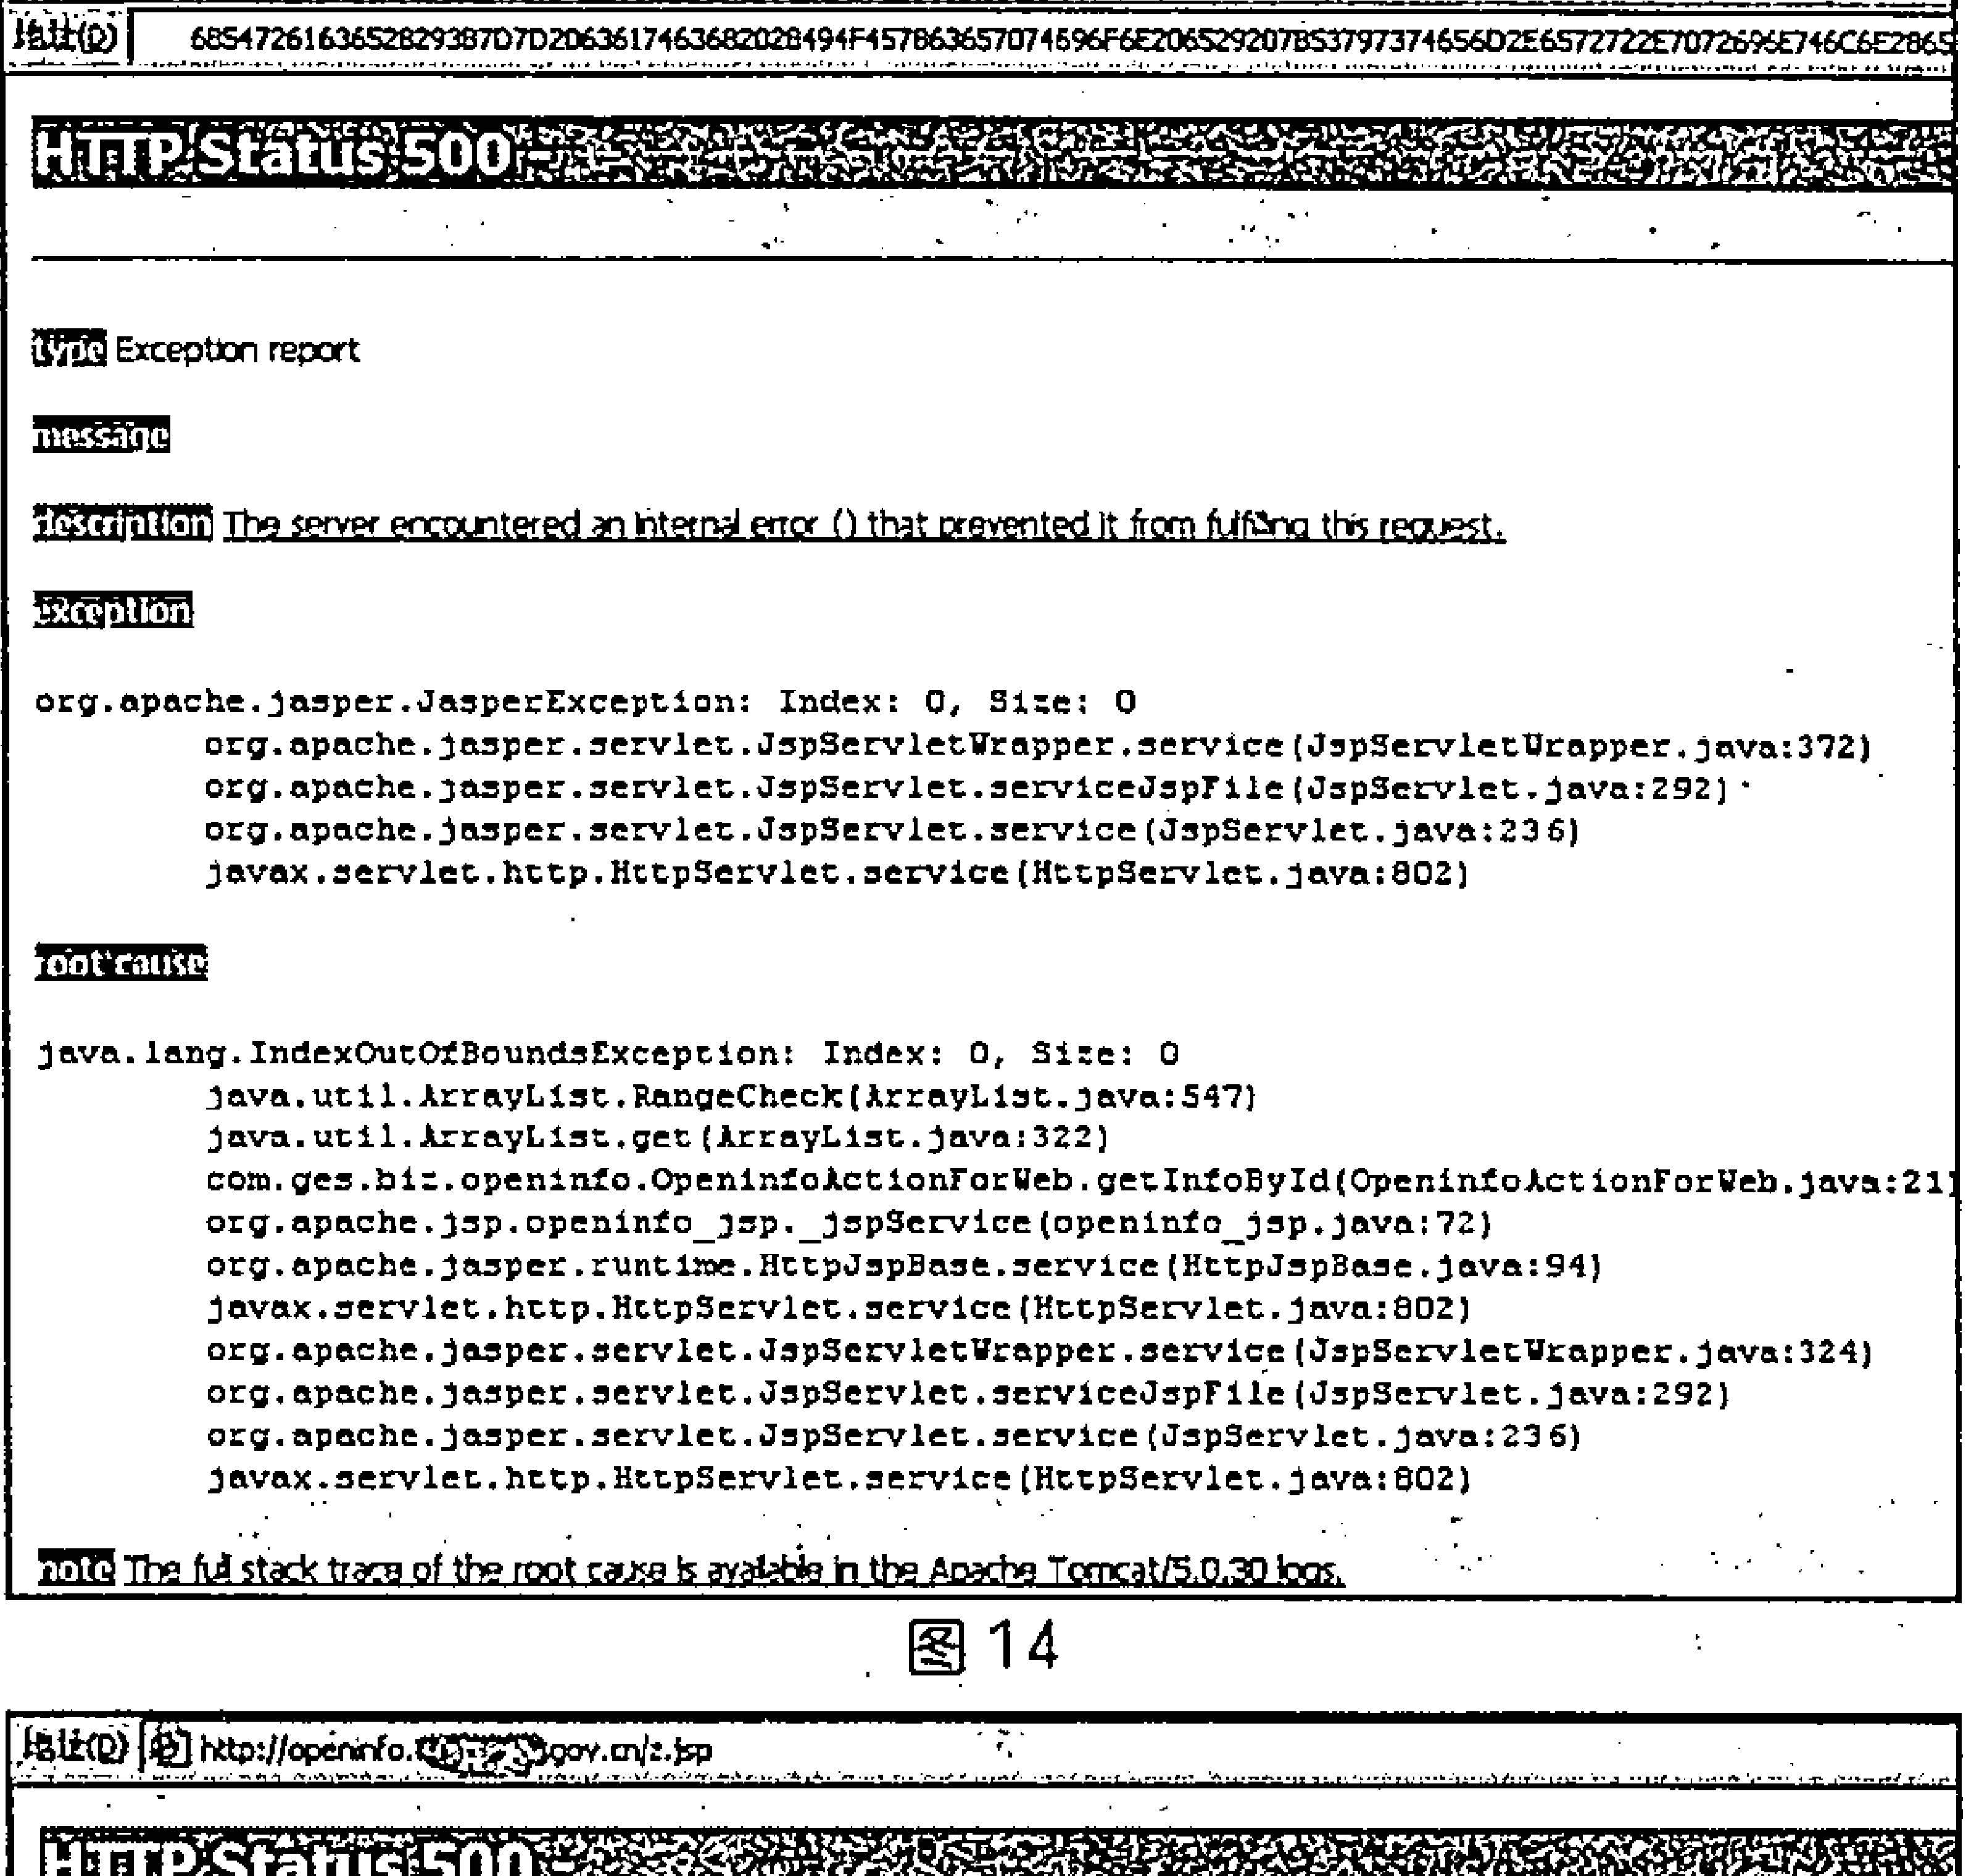 地址(D) 6854726163652829387D7D20636174636820284 94F457863657074696F6E206529207B53797374656D2E6572722E7072696E746C6E2865
HTTP Status 500 -
type Exception report
message
description The server encountered an internal error () that prevented it from fulfilling this request.
exception
org.apache.jasper.JasperException: Index: 0, Size: 0
org.apache.jasper.servlet.JspServletWrapper.service(JspServletWrapper.java:372)
org.apache.jasper.servlet.JspServlet.serviceJspFile(JspServlet.java:292)
org.apache.jasper.servlet.JspServlet.service(JspServlet.java:236)
javax.servlet.http.HttpServlet.service(HttpServlet.java:802)
root cause
java.lang.IndexOutOfBoundsException: Index: 0, Size: 0
java.util.ArrayList.RangeCheck(ArrayList.java:547)
java.util.ArrayList.get(ArrayList.java:322)
com.ges.biz.openinfo.OpeninfoActionForWeb.getInfoById(OpeninfoActionForWeb.java:211
org.apache.jsp.openinfo_jsp._jspService(openinfo_jsp.java:72)
org.apache.jasper.runtime.HttpJspBase.service(HttpJspBase.java:94)
javax.servlet.http.HttpServlet.service(HttpServlet.java:802)
org.apache.jasper.servlet.JspServletWrapper.service(JspServletWrapper.java:324)
org.apache.jasper.servlet.JspServlet.serviceJspFile(JspServlet.java:292)
org.apache.jasper.servlet.JspServlet.service(JspServlet.java:236)
javax.servlet.http.HttpServlet.service(HttpServlet.java:802)
note The full stack trace of the root cause is available in the Apache Tomcat/5.0.30 logs.
图 14
地址(D) http://openinfo. gov.cn/z.jsp
HTTP Status 500 -